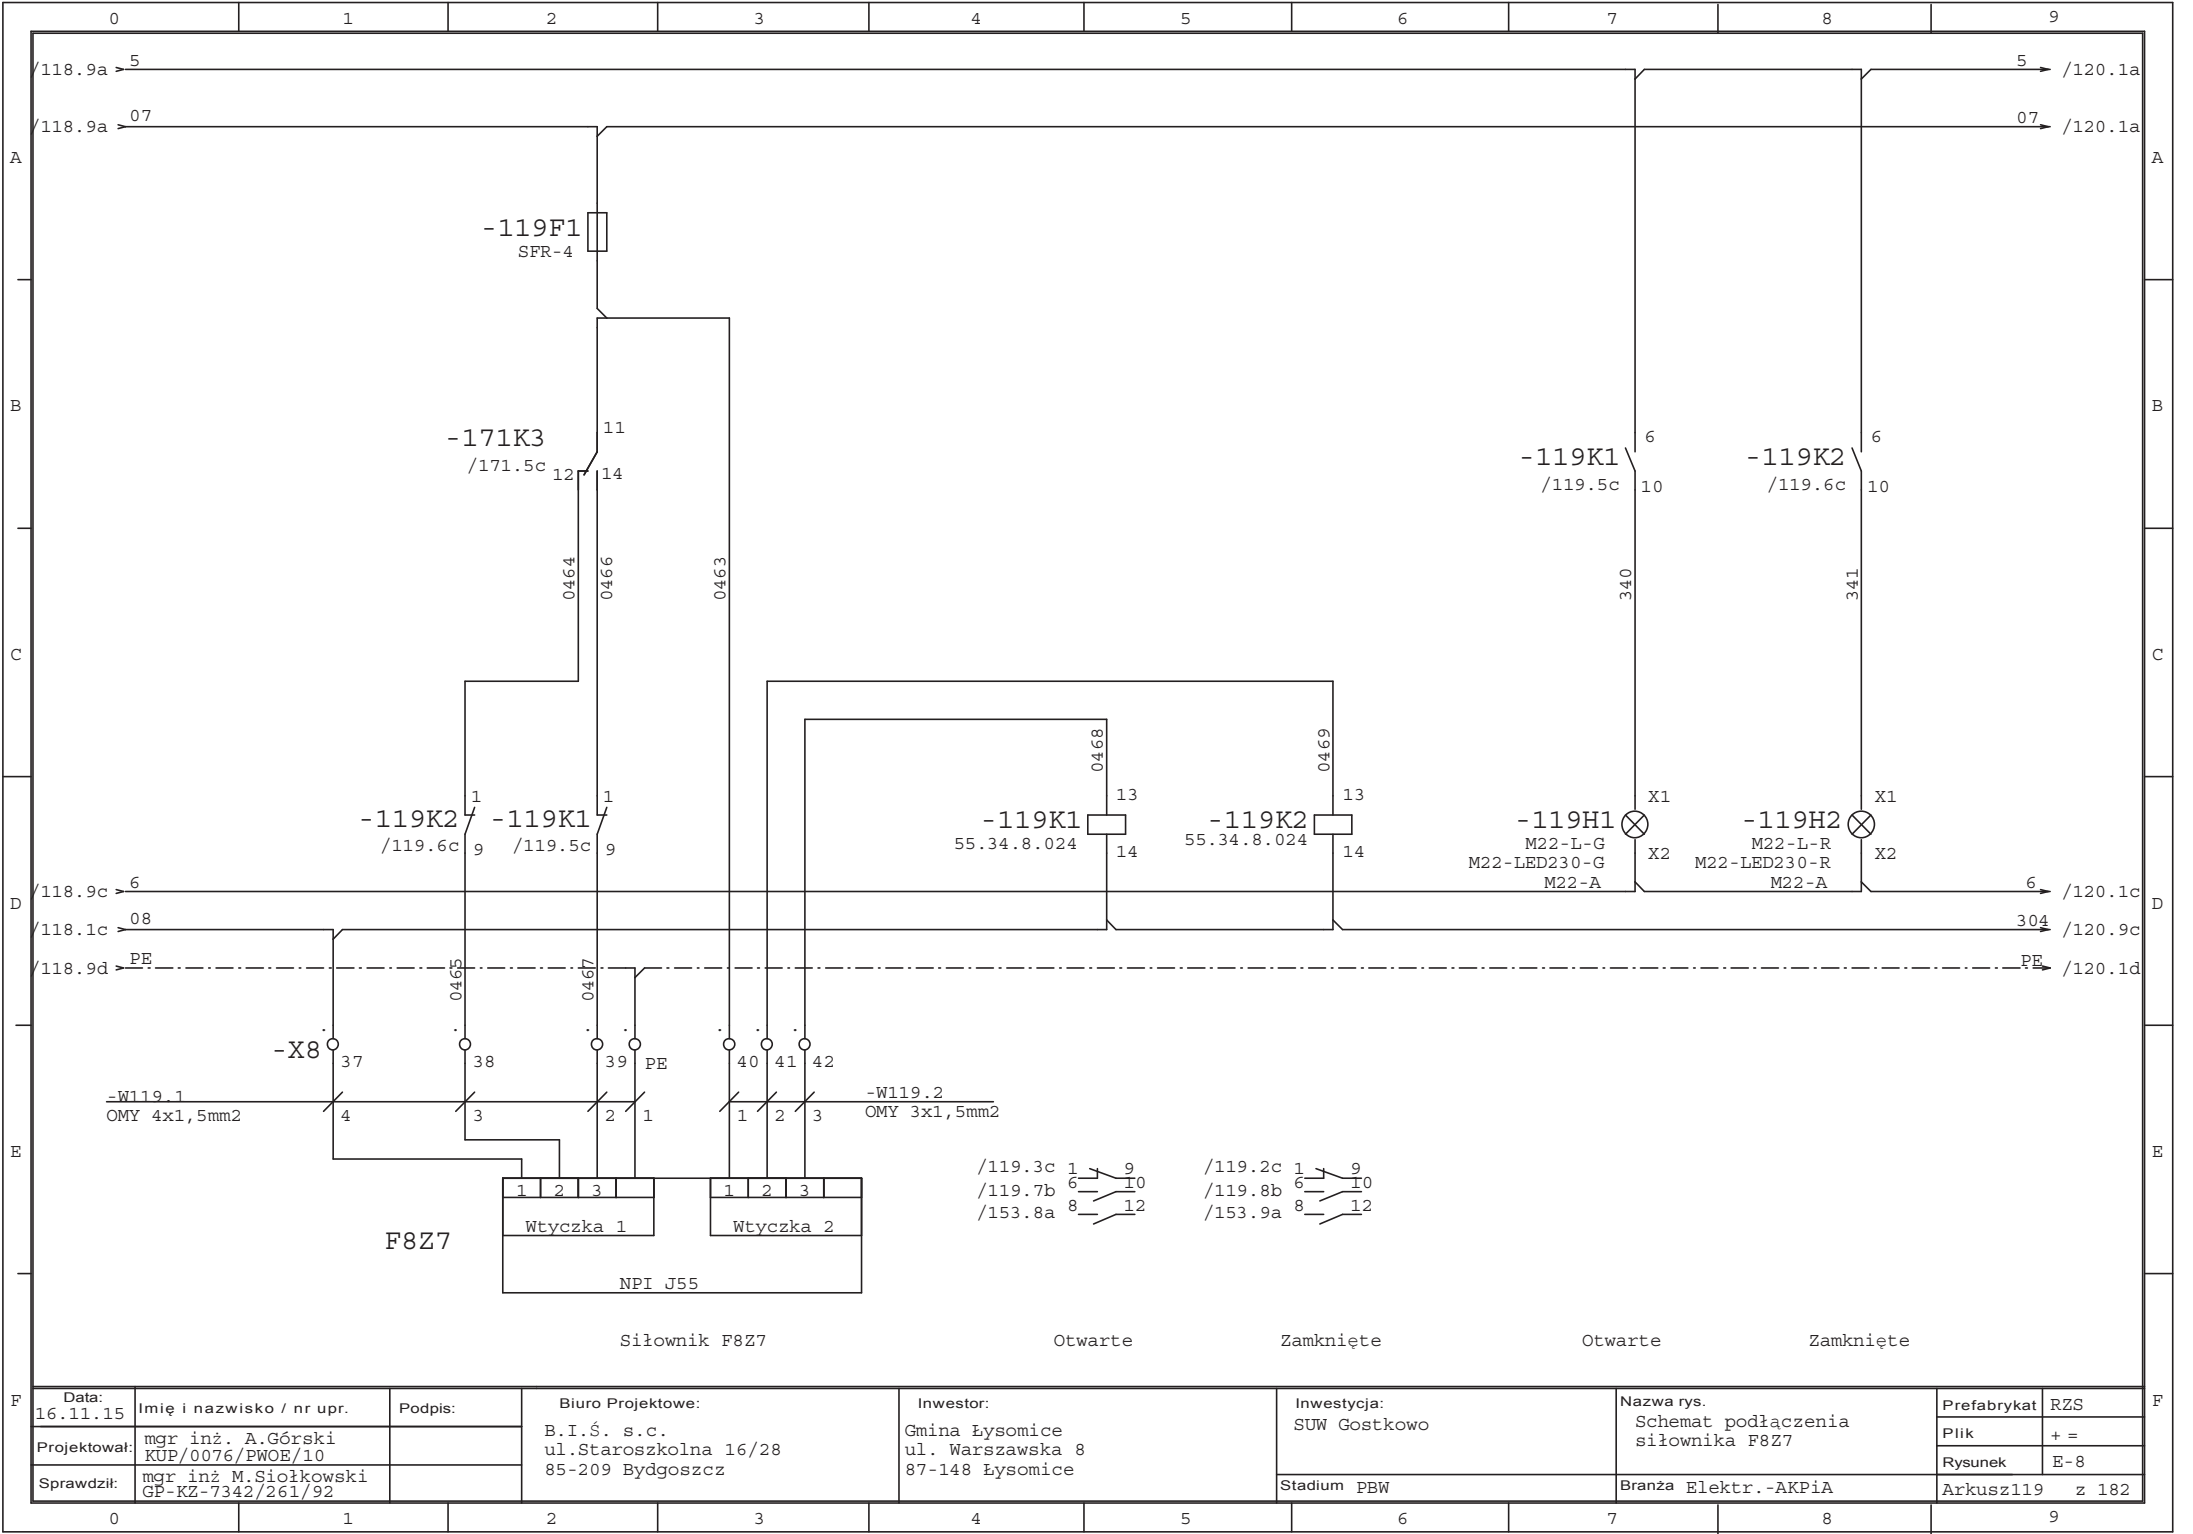 0 1 2 3 4 5 6 7 8 9
/118.9a 5 5 /120.1a
/118.9a 07 07 /120.1a
A A
-119F1
SFR-4
B B
-171K3 11
/171.5c 12 14
-119K1 6
/119.5c 10
-119K2 6
/119.6c 10
0464 0466 0463 340 341
C C
0468 0469
-119K2 1
/119.6c 9
-119K1 1
/119.5c 9
-119K1 13
55.34.8.024 14
-119K2 13
55.34.8.024 14
-119H1 X1
M22-L-G X2
M22-LED230-G
M22-A
-119H2 X1
M22-L-R X2
M22-LED230-R
M22-A
/118.9c 6 6 /120.1c
D D
/118.1c 08 304 /120.9c
/118.9d PE PE /120.1d
0465 0467
-X8 37 38 39 PE 40 41 42
-W119.1
OMY 4x1,5mm2
4 3 2 1 1 2 3
-W119.2
OMY 3x1,5mm2
E E
/119.3c 1 9
/119.7b 6 10
/153.8a 8 12
/119.2c 1 9
/119.8b 6 10
/153.9a 8 12
1 2 3 1 2 3
Wtyczka 1 Wtyczka 2
F8Z7
NPI J55
Siłownik F8Z7 Otwarte Zamknięte Otwarte Zamknięte
F F
Data:
16.11.15
Imię i nazwisko / nr upr.
Podpis:
Projektował:
mgr inż. A.Górski
KUP/0076/PWOE/10
Sprawdził:
mgr inż M.Siołkowski
GP-KZ-7342/261/92
Biuro Projektowe:
B.I.Ś. s.c.
ul.Staroszkolna 16/28
85-209 Bydgoszcz
Inwestor:
Gmina Łysomice
ul. Warszawska 8
87-148 Łysomice
Inwestycja:
SUW Gostkowo
Stadium PBW
Nazwa rys.
Schemat podłączenia
siłownika F8Z7
Branża Elektr.-AKPiA
Prefabrykat RZS
Plik + =
Rysunek E-8
Arkusz119 z 182
0 1 2 3 4 5 6 7 8 9